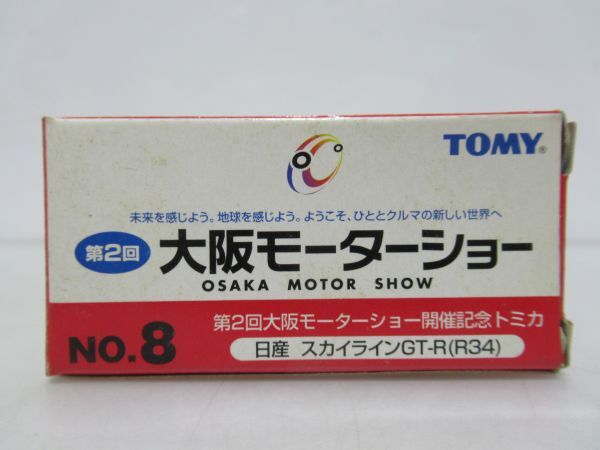 TOMY®
未来を感じよう。地球を感じよう。ようこそ、ひととクルマの新しい世界へ
第2回 大阪モーターショー
OSAKA MOTOR SHOW
NO.8
第2回大阪モーターショー開催記念トミカ
日産 スカイラインGT-R(R34)